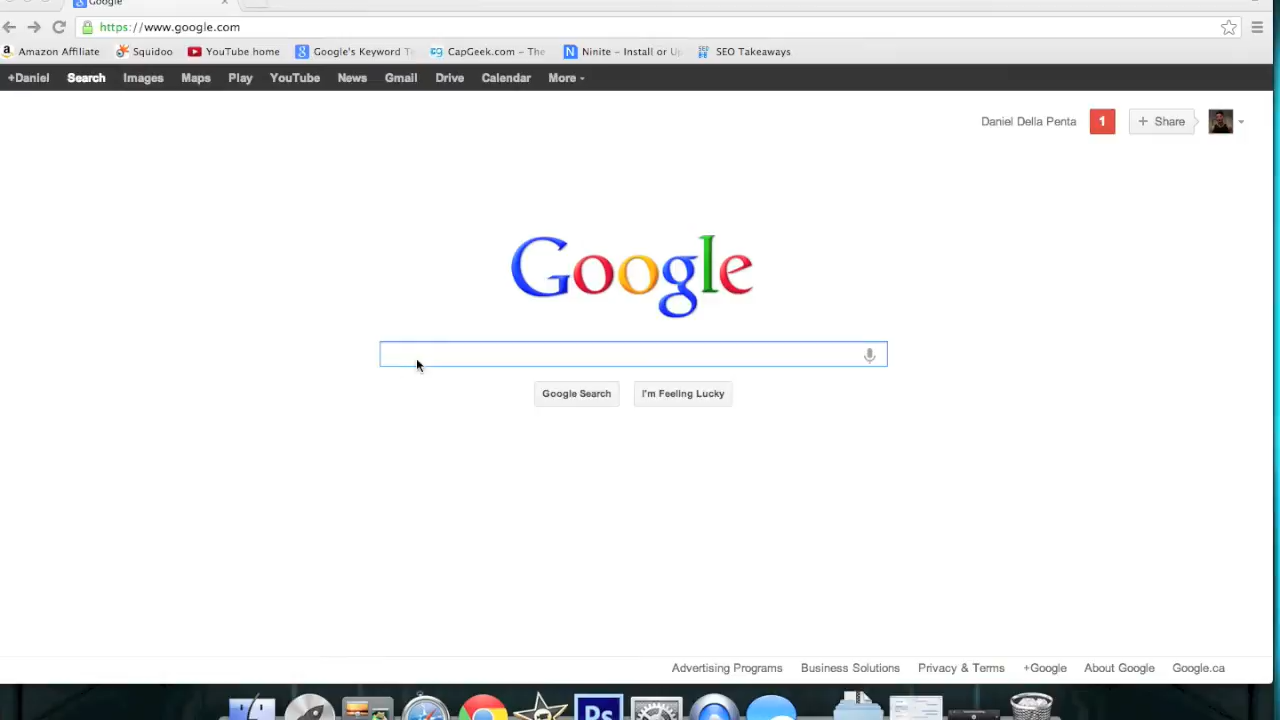 Google
https://www.google.com
Amazon Affiliate Squidoo YouTube home Google's Keyword T CapGeek.com – The Ninite – Install or U SEO Takeaways
+Daniel Search Images Maps Play YouTube News Gmail Drive Calendar More
Daniel Della Penta 1 + Share
Google
Google Search I'm Feeling Lucky
Advertising Programs Business Solutions Privacy & Terms +Google About Google Google.ca
Ps